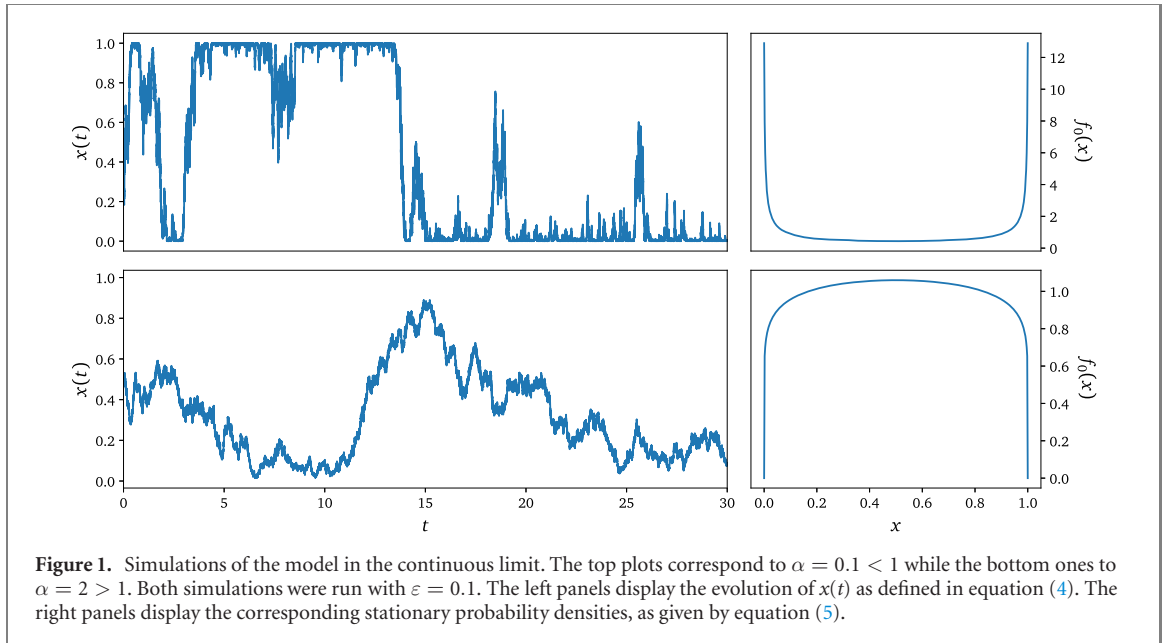 1.0
0.8
0.6
0.4
0.2
0.0
x(t)
12
10
8
6
4
2
0
f₀(x)
1.0
0.8
0.6
0.4
0.2
0.0
x(t)
0 5 10 15 20 25 30
t
1.0
0.8
0.6
0.4
0.2
0.0
f₀(x)
0.0 0.2 0.4 0.6 0.8 1.0
x
Figure 1. Simulations of the model in the continuous limit. The top plots correspond to α = 0.1 < 1 while the bottom ones to
α = 2 > 1. Both simulations were run with ε = 0.1. The left panels display the evolution of x(t) as defined in equation (4). The
right panels display the corresponding stationary probability densities, as given by equation (5).